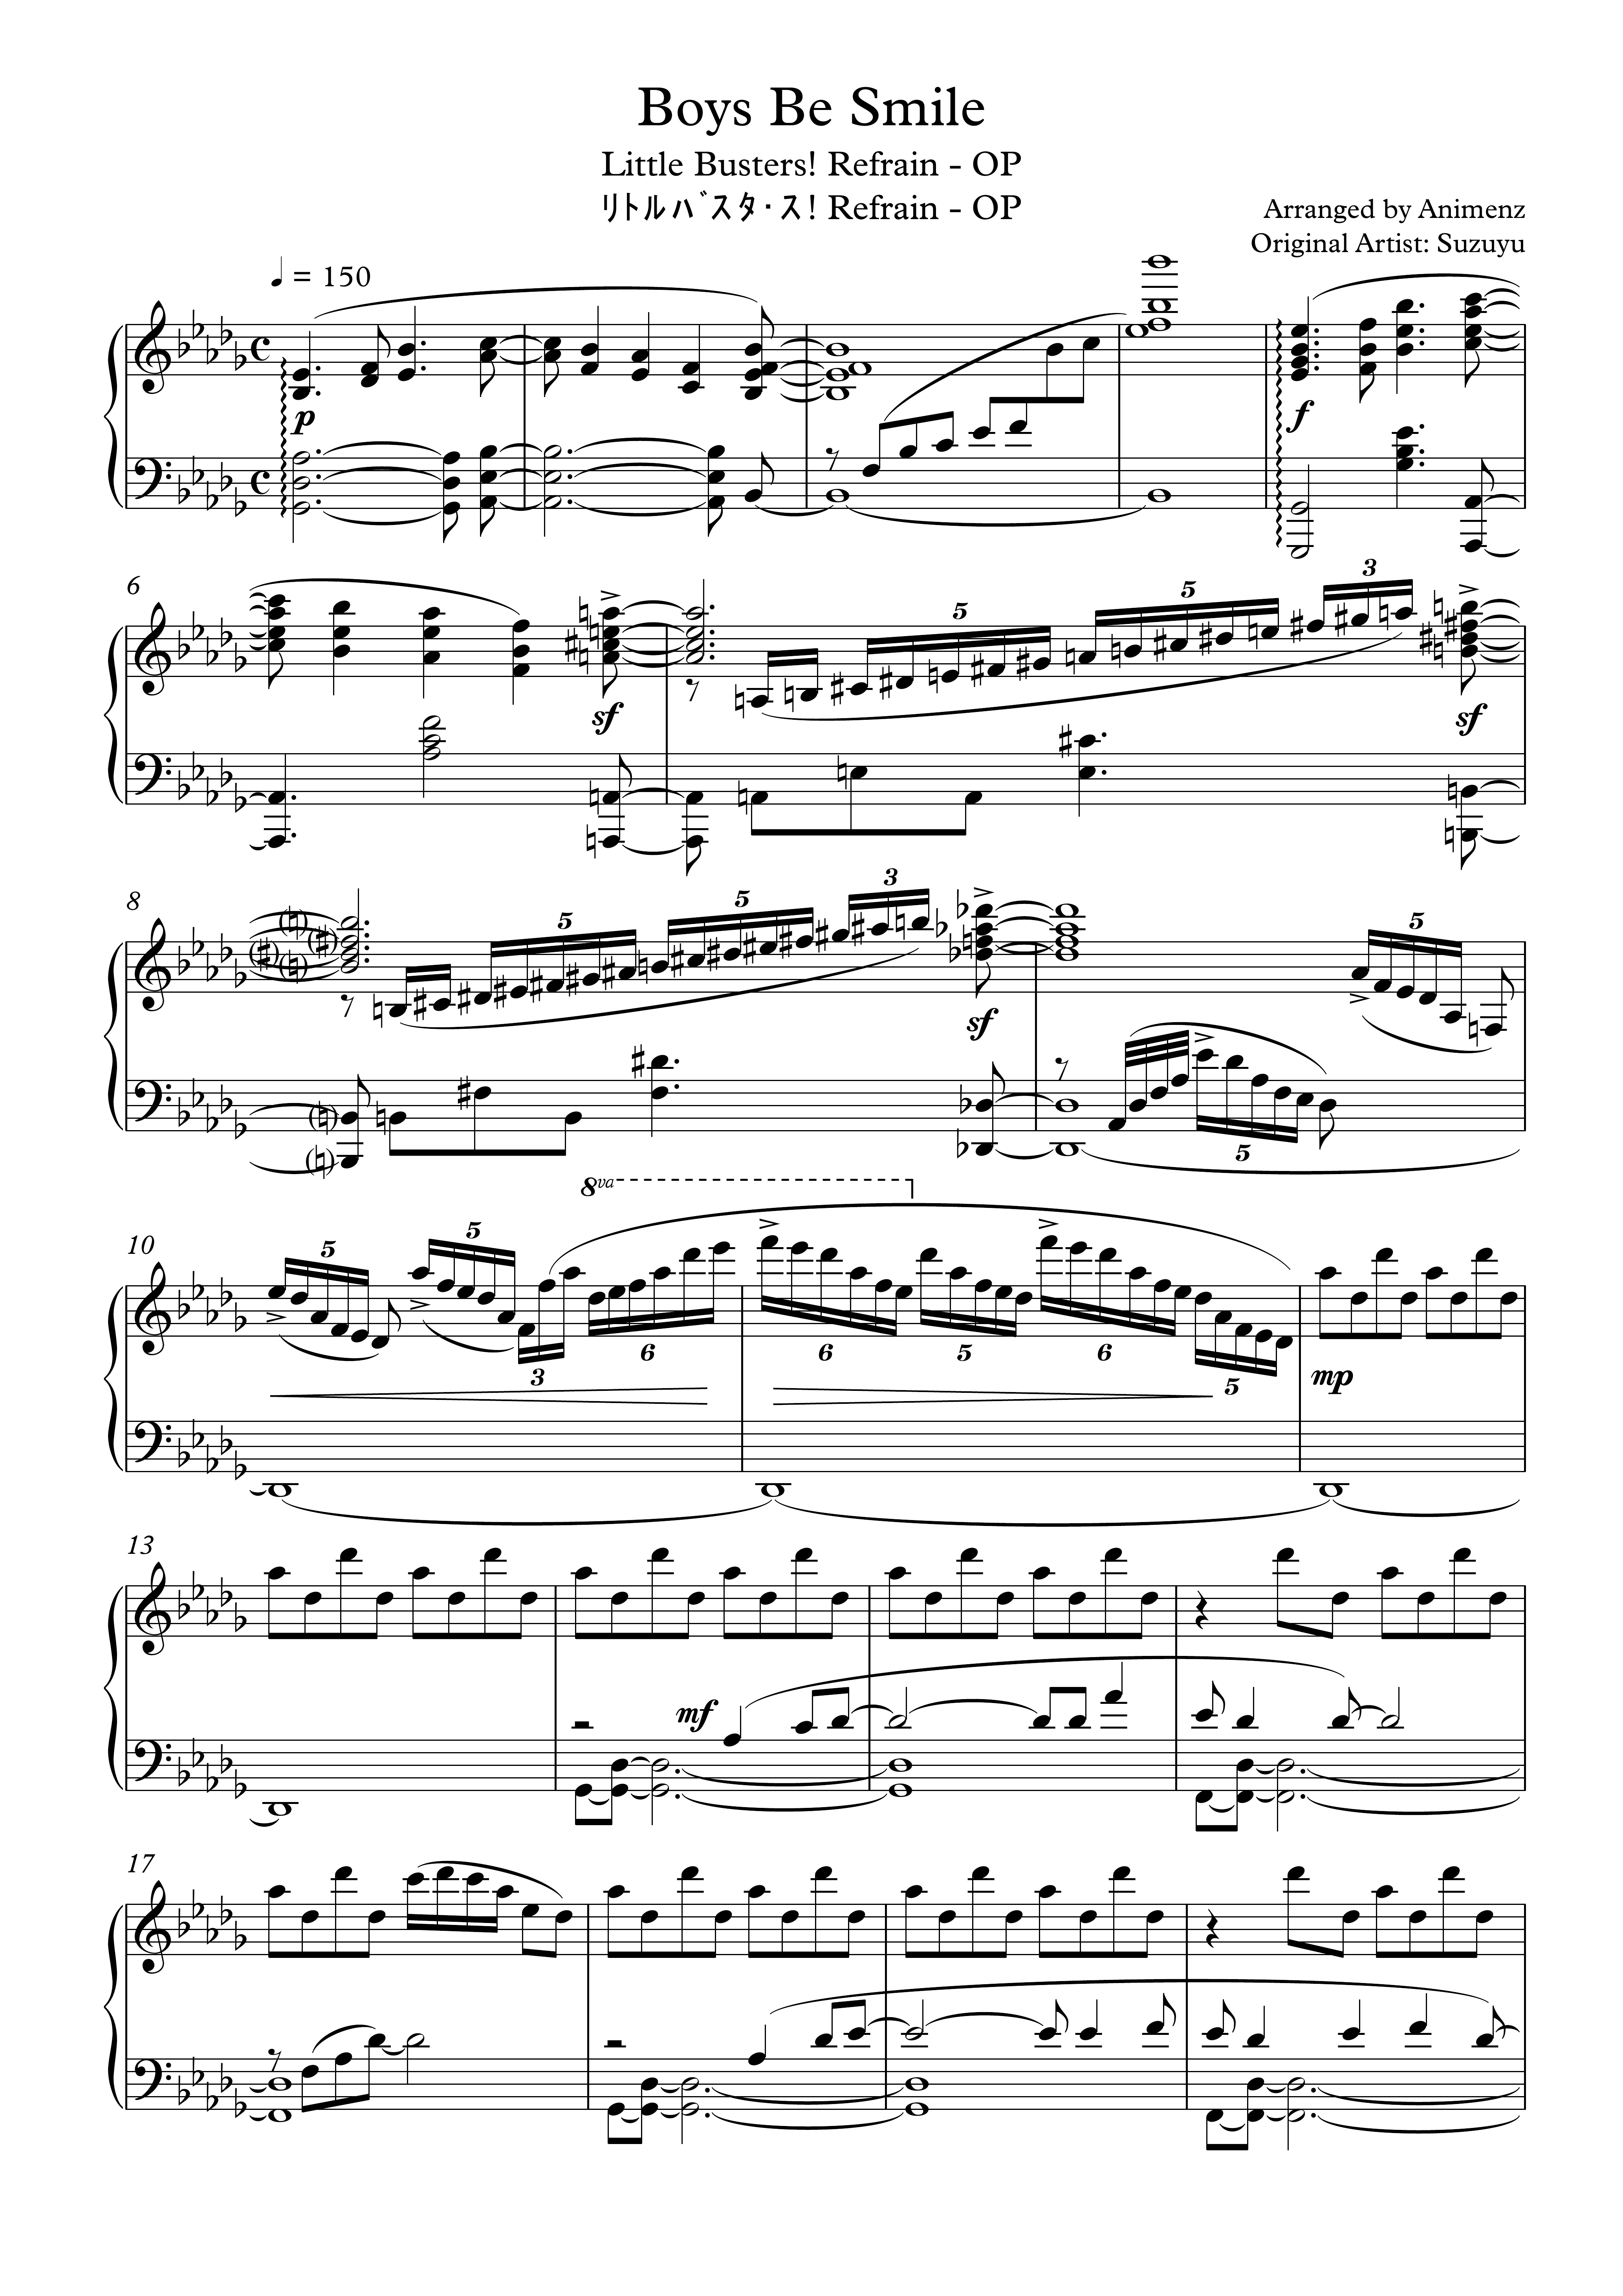 Boys Be Smile
Little Busters! Refrain - OP
リトルバスタ・ス! Refrain - OP
Arranged by Animenz
Original Artist: Suzuyu
♩ = 150
p
f
6
5
5
3
sf
sf
8
5
5
3
sf
5
5
8va
10
5
5
3
6
6
5
6
5
mp
13
mf
17